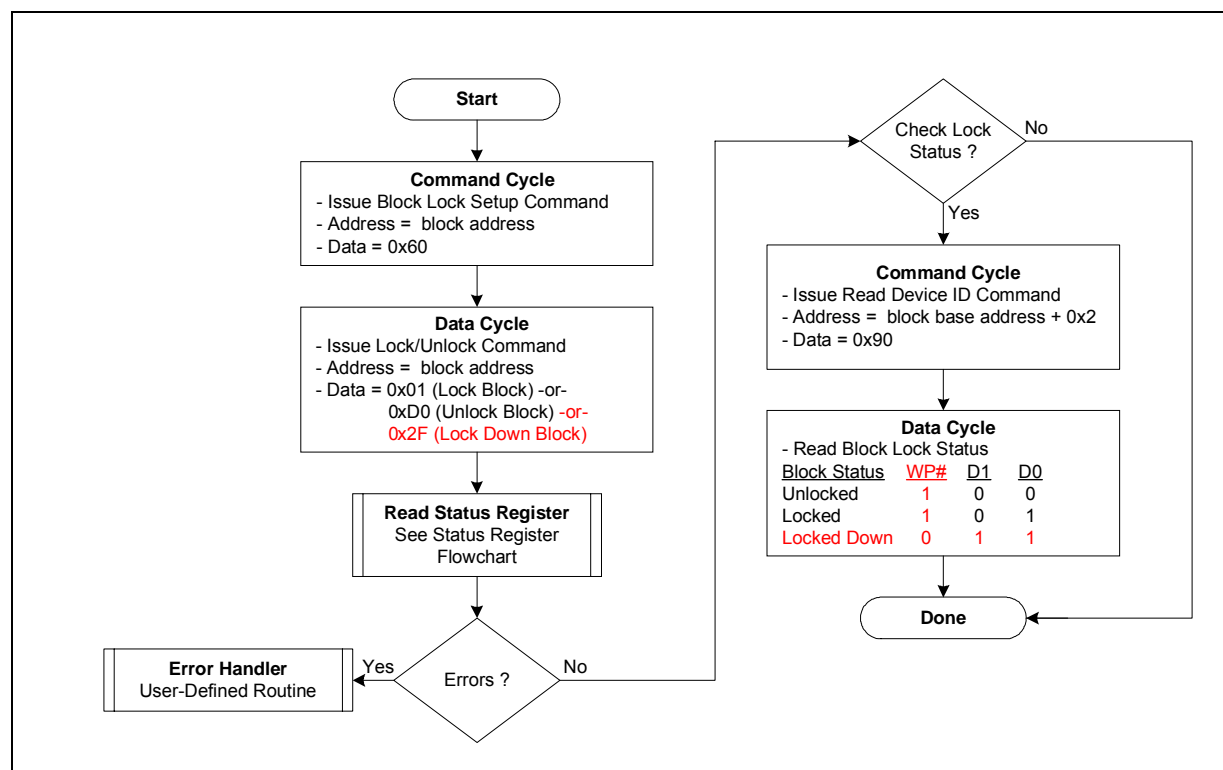 Start
Command Cycle
- Issue Block Lock Setup Command
- Address =  block address
- Data = 0x60
Data Cycle
- Issue Lock/Unlock Command
- Address =  block address
- Data = 0x01 (Lock Block) -or-
0xD0 (Unlock Block) -or-
0x2F (Lock Down Block)
Read Status Register
See Status Register
Flowchart
Errors ?
Yes
Error Handler
User-Defined Routine
No
Check Lock
Status ?
No
Yes
Command Cycle
- Issue Read Device ID Command
- Address =  block base address + 0x2
- Data = 0x90
Data Cycle
- Read Block Lock Status
Block Status WP# D1 D0
Unlocked 1 0 0
Locked 1 0 1
Locked Down 0 1 1
Done